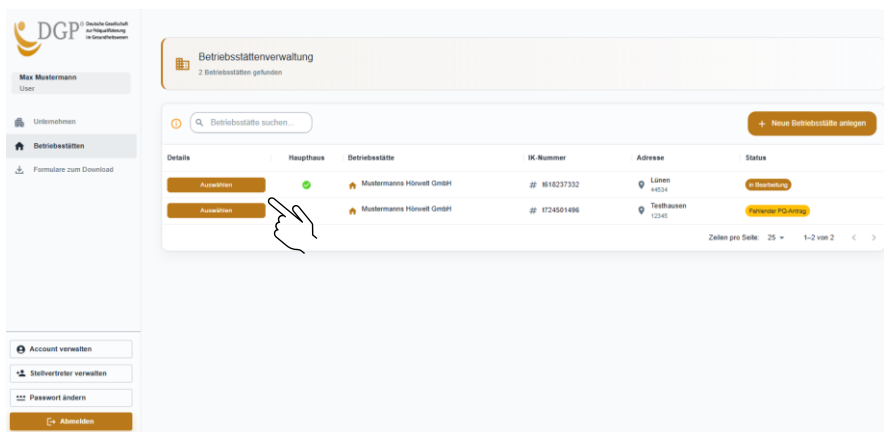 DGP® Deutsche Gesellschaft
zur Präqualifizierung
im Gesundheitswesen
Max Mustermann
User
Unternehmen
Betriebsstätten
Formulare zum Download
Account verwalten
Stellvertreter verwalten
Passwort ändern
Abmelden
Betriebsstättenverwaltung
2 Betriebsstätten gefunden
Betriebsstätte suchen...
+ Neue Betriebsstätte anlegen
Details Haupthaus Betriebsstätte IK-Nummer Adresse Status
Auswählen Mustermanns Hörwelt GmbH # 1618237332 Lünen In Bearbeitung
44534
Auswählen Mustermanns Hörwelt GmbH # 1724501496 Testhausen Fehlender PQ-Antrag
12345
Zeilen pro Seite: 25 1–2 von 2